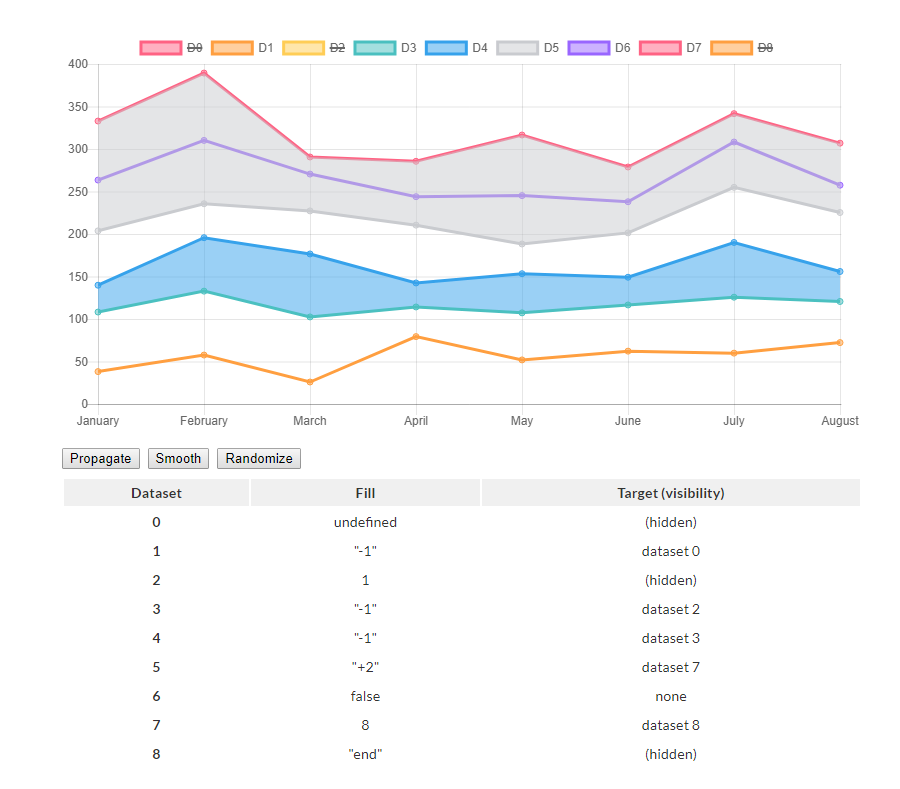 D0 D1 D2 D3 D4 D5 D6 D7 D8
400
350
300
250
200
150
100
50
0
January February March April May June July August
Propagate Smooth Randomize
Dataset Fill Target (visibility)
0 undefined (hidden)
1 "-1" dataset 0
2 1 (hidden)
3 "-1" dataset 2
4 "-1" dataset 3
5 "+2" dataset 7
6 false none
7 8 dataset 8
8 "end" (hidden)